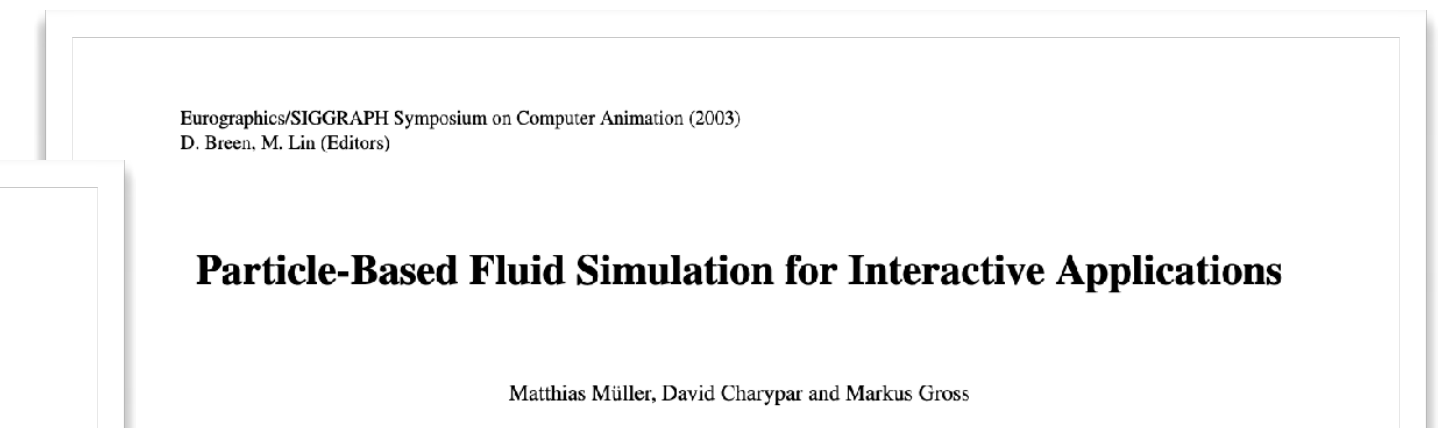 Eurographics/SIGGRAPH Symposium on Computer Animation (2003)
D. Breen, M. Lin (Editors)
Particle-Based Fluid Simulation for Interactive Applications
Matthias Müller, David Charypar and Markus Gross